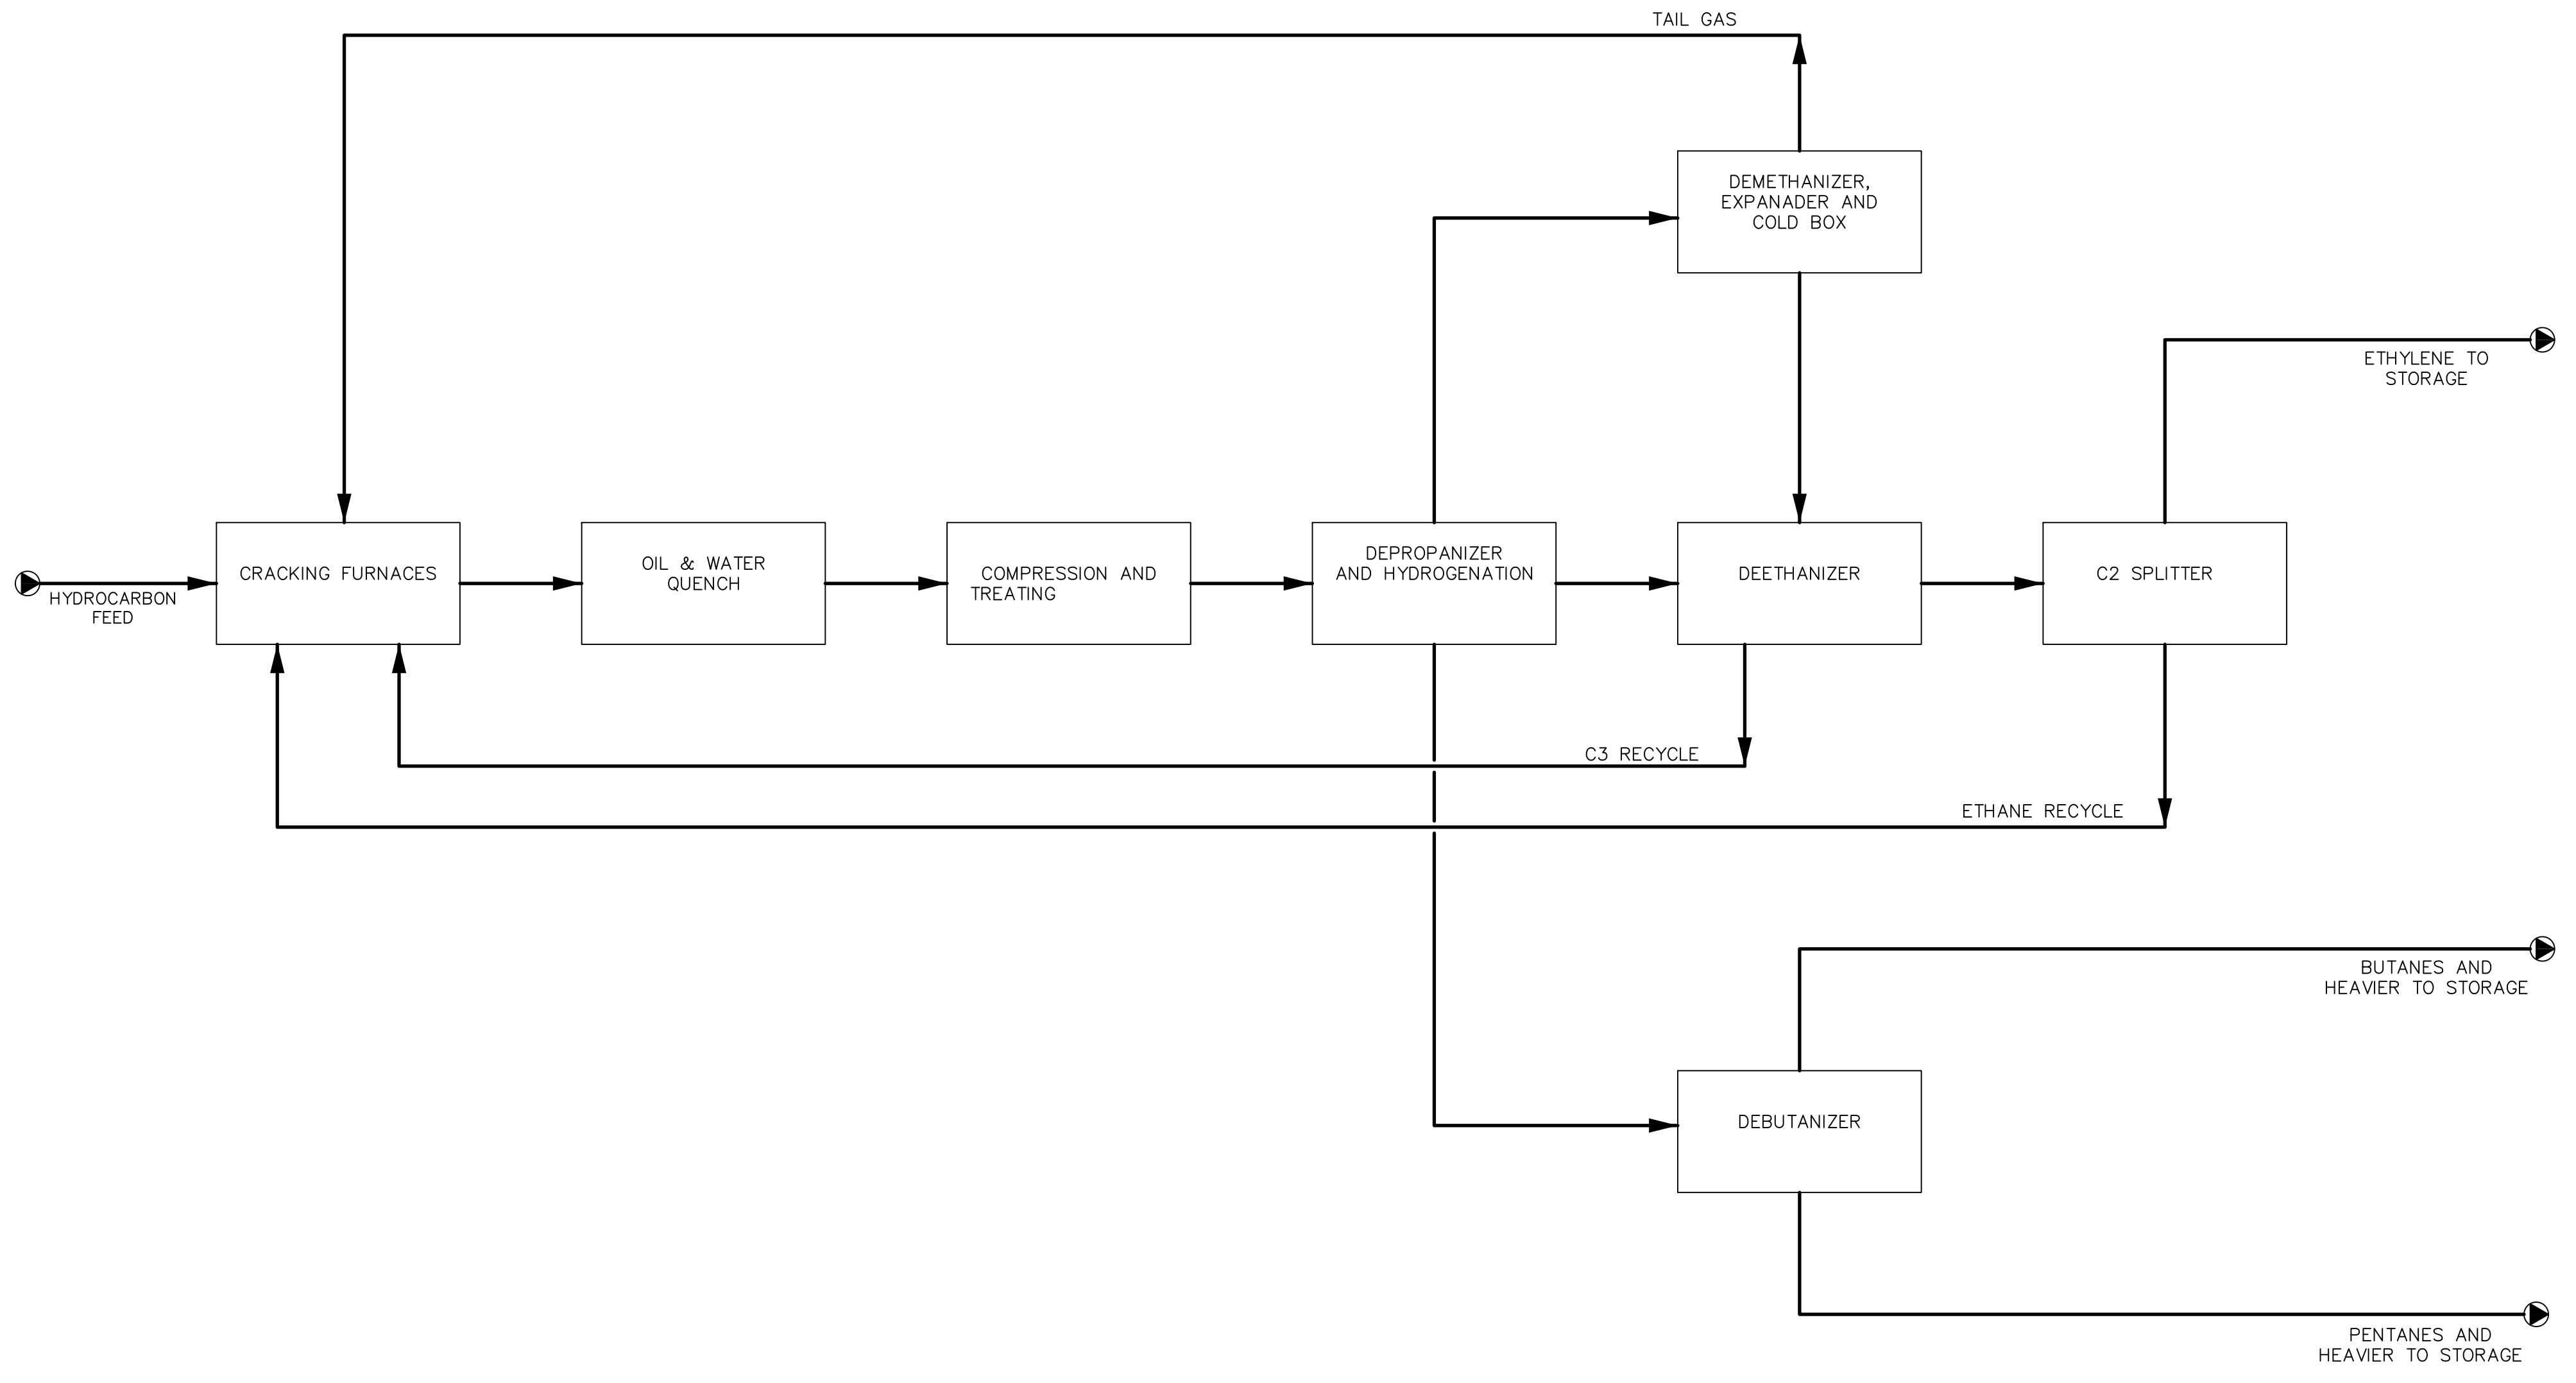 TAIL GAS
DEMETHANIZER,
EXPANADER AND
COLD BOX
ETHYLENE TO
STORAGE
HYDROCARBON
FEED
CRACKING FURNACES
OIL & WATER
QUENCH
COMPRESSION AND
TREATING
DEPROPANIZER
AND HYDROGENATION
DEETHANIZER
C2 SPLITTER
C3 RECYCLE
ETHANE RECYCLE
BUTANES AND
HEAVIER TO STORAGE
DEBUTANIZER
PENTANES AND
HEAVIER TO STORAGE